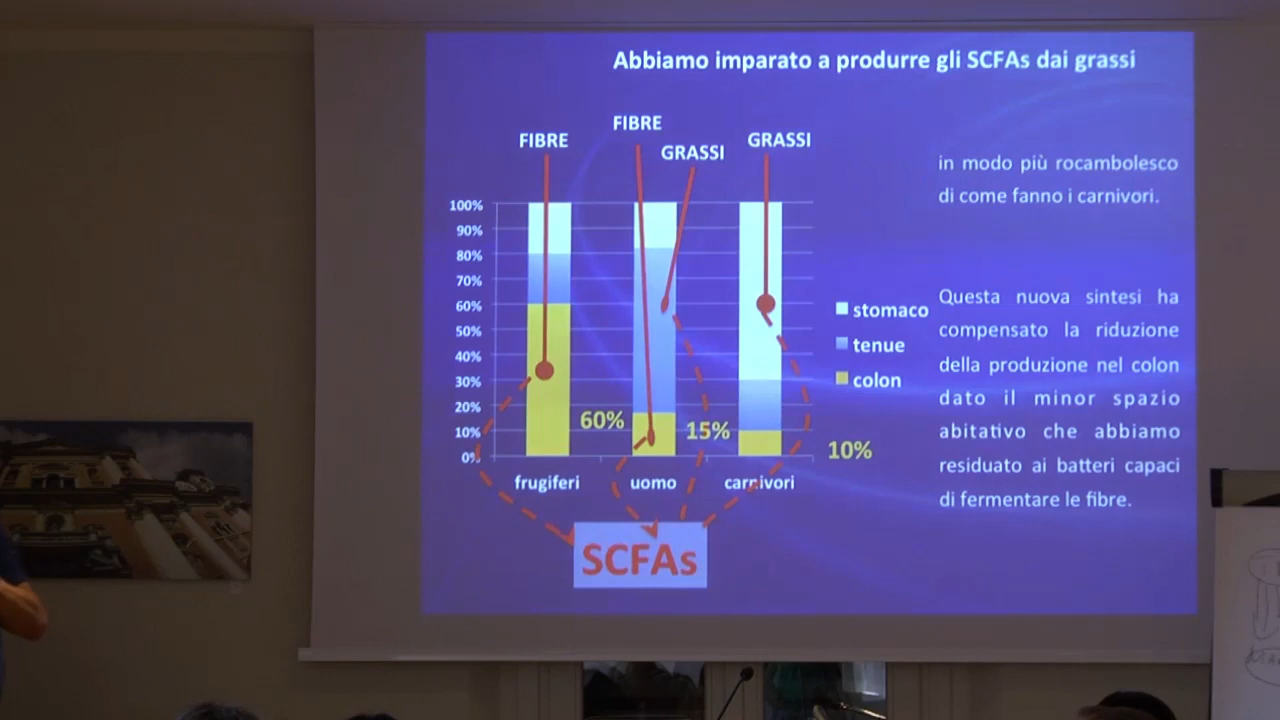 Abbiamo imparato a produrre gli SCFAs dai grassi
FIBRE
FIBRE
GRASSI
GRASSI
in modo più rocambolesco
di come fanno i carnivori.
100%
90%
80%
70%
60%
50%
40%
30%
20%
10%
0%
60%
15%
10%
frugiferi
uomo
carnivori
stomaco
tenue
colon
Questa nuova sintesi ha
compensato la riduzione
della produzione nel colon
dato il minor spazio
abitativo che abbiamo
residuato ai batteri capaci
di fermentare le fibre.
SCFAs